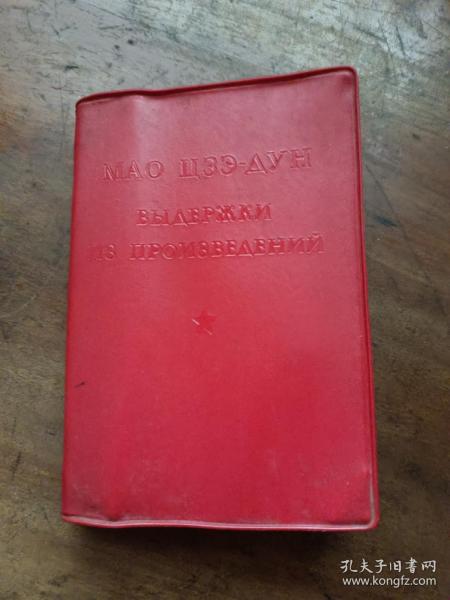 МАО ЦЗЭ-ДУН
ВЫДЕРЖКИ
ИЗ ПРОИЗВЕДЕНИЙ
孔夫子旧书网
www.kongfz.com